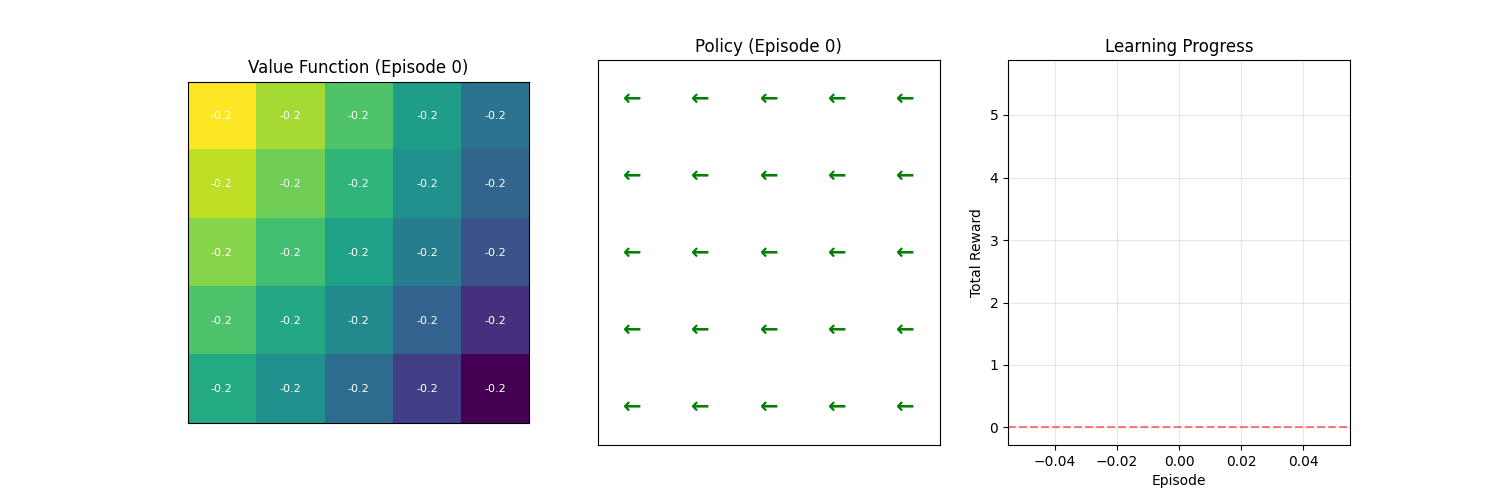 Value Function (Episode 0)
-0.2 -0.2 -0.2 -0.2 -0.2
-0.2 -0.2 -0.2 -0.2 -0.2
-0.2 -0.2 -0.2 -0.2 -0.2
-0.2 -0.2 -0.2 -0.2 -0.2
-0.2 -0.2 -0.2 -0.2 -0.2
Policy (Episode 0)
← ← ← ← ←
← ← ← ← ←
← ← ← ← ←
← ← ← ← ←
← ← ← ← ←
Learning Progress
Total Reward
5
4
3
2
1
0
−0.04 −0.02 0.00 0.02 0.04
Episode